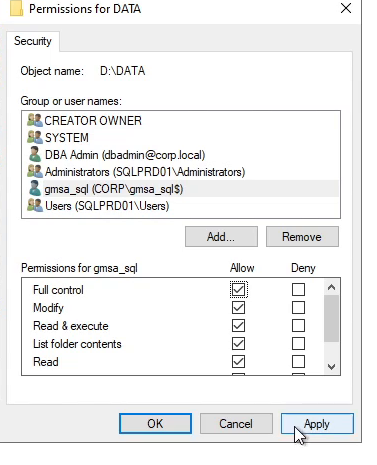 Permissions for DATA
Security
Object name: D:\DATA
Group or user names:
CREATOR OWNER
SYSTEM
DBA Admin (dbadmin@corp.local)
Administrators (SQLPRD01\Administrators)
gmsa_sql (CORP\gmsa_sql$)
Users (SQLPRD01\Users)
Add... Remove
Permissions for gmsa_sql Allow Deny
Full control
Modify
Read & execute
List folder contents
Read
OK Cancel Apply